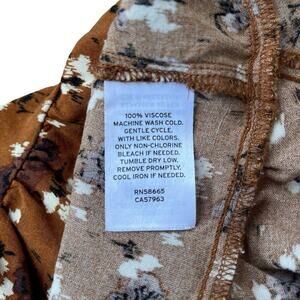 100% VISCOSE
MACHINE WASH COLD.
GENTLE CYCLE.
WITH LIKE COLORS.
ONLY NON-CHLORINE
BLEACH IF NEEDED.
TUMBLE DRY LOW.
REMOVE PROMPTLY.
COOL IRON IF NEEDED.
RN58665
CA57963